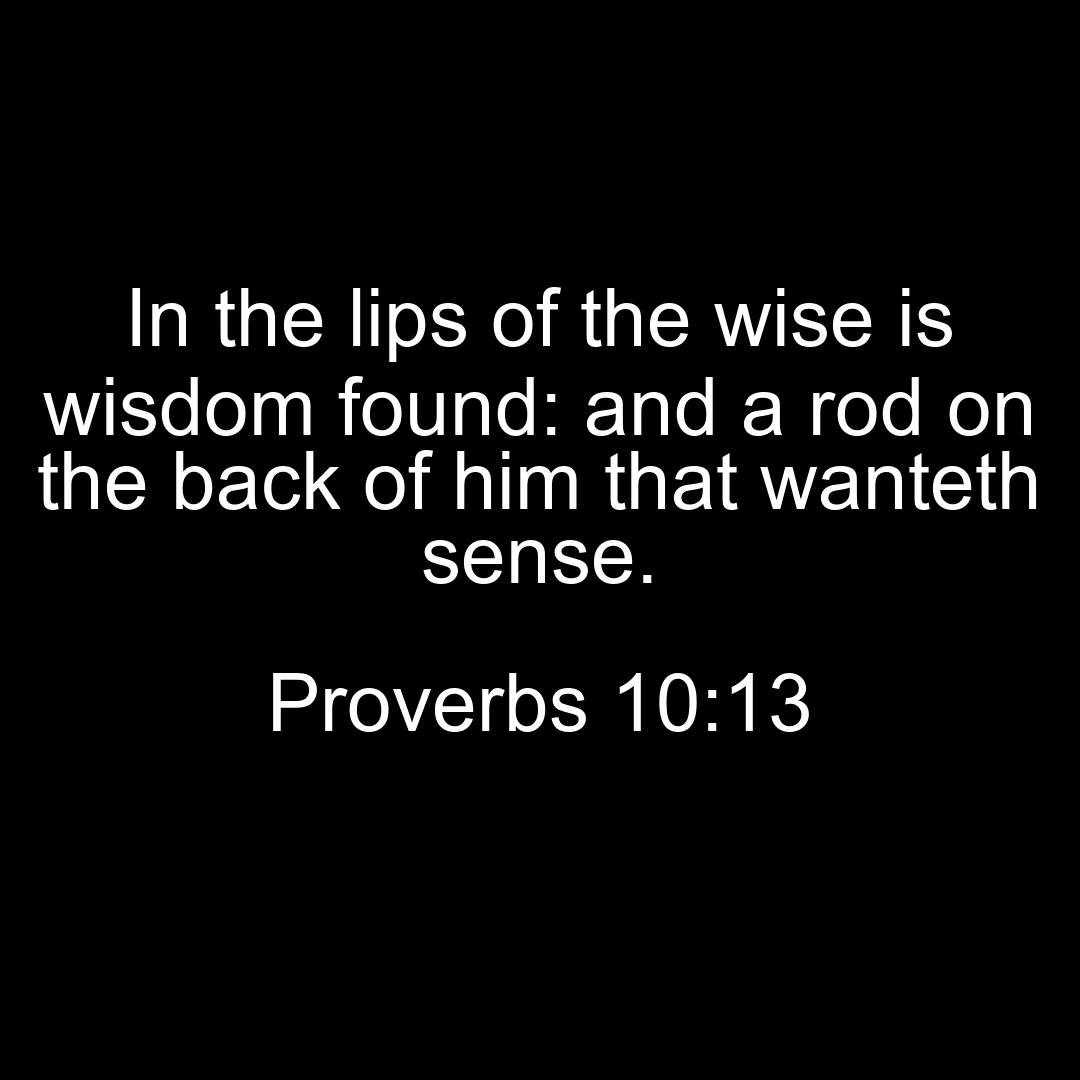 In the lips of the wise is
wisdom found: and a rod on
the back of him that wanteth
sense.
Proverbs 10:13